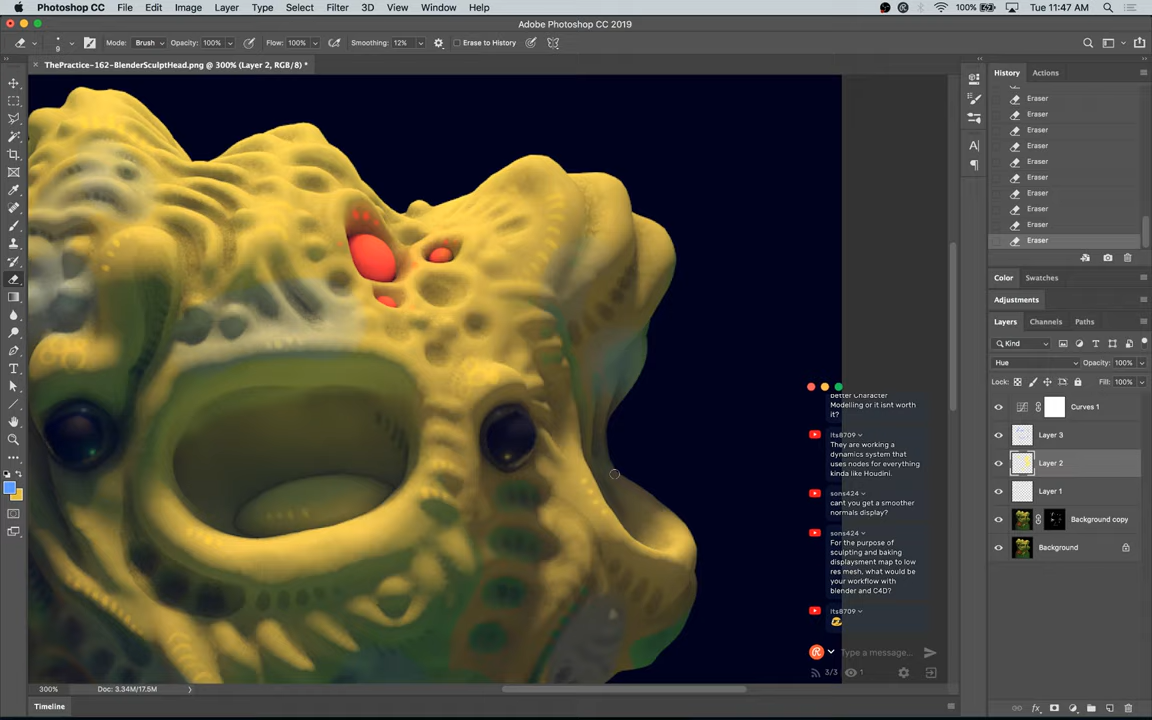 Photoshop CC File Edit Image Layer Type Select Filter 3D View Window Help 100% Tue 11:47 AM
Adobe Photoshop CC 2019
Mode: Brush Opacity: 100% Flow: 100% Smoothing: 12% Erase to History
9
ThePractice-162-BlenderSculptHead.png @ 300% (Layer 2, RGB/8) *
History Actions
Eraser
Eraser
Eraser
Eraser
Eraser
Eraser
Eraser
Eraser
Eraser
Eraser
Color Swatches
Adjustments
Layers Channels Paths
Kind
Hue Opacity: 100%
Lock: Fill: 100%
Curves 1
Layer 3
Layer 2
Layer 1
Background copy
Background
better Character
Modelling or it isnt worth
it?
Its8709
They are working a
dynamics system that
uses nodes for everything
kinda like Houdini.
sons424
cant you get a smoother
normals display?
sons424
For the purpose of
sculpting and baking
displaysment map to low
res mesh, what would be
your workflow with
blender and C4D?
Its8709
Type a message...
3/3 1
300% Doc: 3.34M/17.5M
Timeline